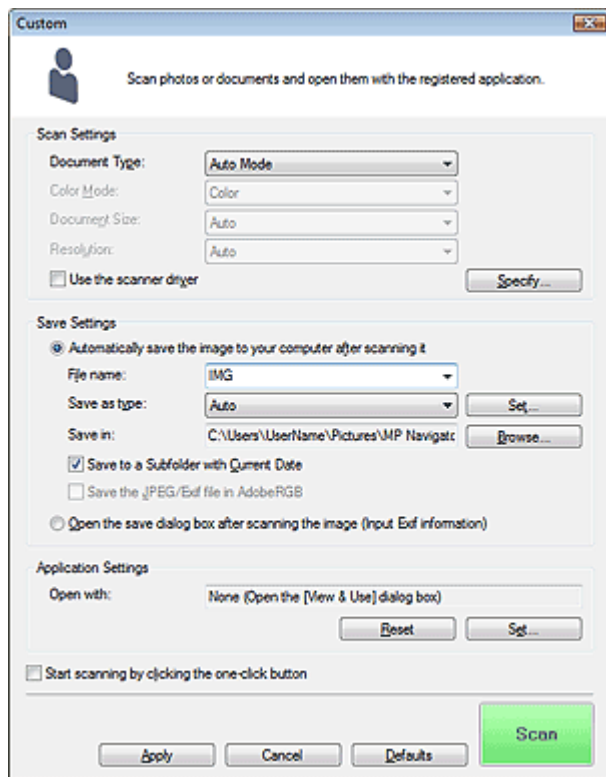 Custom
Scan photos or documents and open them with the registered application.
Scan Settings
Document Type: Auto Mode
Color Mode: Color
Document Size: Auto
Resolution: Auto
Use the scanner driver Specify...
Save Settings
Automatically save the image to your computer after scanning it
File name: IMG
Save as type: Auto Set...
Save in: C:\Users\UserName\Pictures\MP Navigatc Browse...
Save to a Subfolder with Current Date
Save the JPEG/Exif file in AdobeRGB
Open the save dialog box after scanning the image (Input Exif information)
Application Settings
Open with: None (Open the [View & Use] dialog box)
Reset Set...
Start scanning by clicking the one-click button
Scan
Apply Cancel Defaults